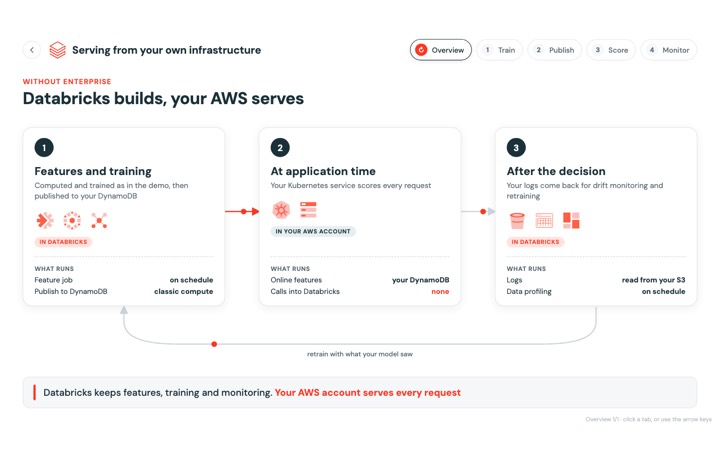 Serving from your own infrastructure
Overview
1 Train
2 Publish
3 Score
4 Monitor
WITHOUT ENTERPRISE
Databricks builds, your AWS serves
1
Features and training
Computed and trained as in the demo, then
published to your DynamoDB
IN DATABRICKS
WHAT RUNS
Feature job on schedule
Publish to DynamoDB classic compute
2
At application time
Your Kubernetes service scores every request
IN YOUR AWS ACCOUNT
WHAT RUNS
Online features your DynamoDB
Calls into Databricks none
3
After the decision
Your logs come back for drift monitoring and
retraining
IN DATABRICKS
WHAT RUNS
Logs read from your S3
Data profiling on schedule
retrain with what your model saw
Databricks keeps features, training and monitoring. Your AWS account serves every request
Overview 1/1 · click a tab, or use the arrow keys